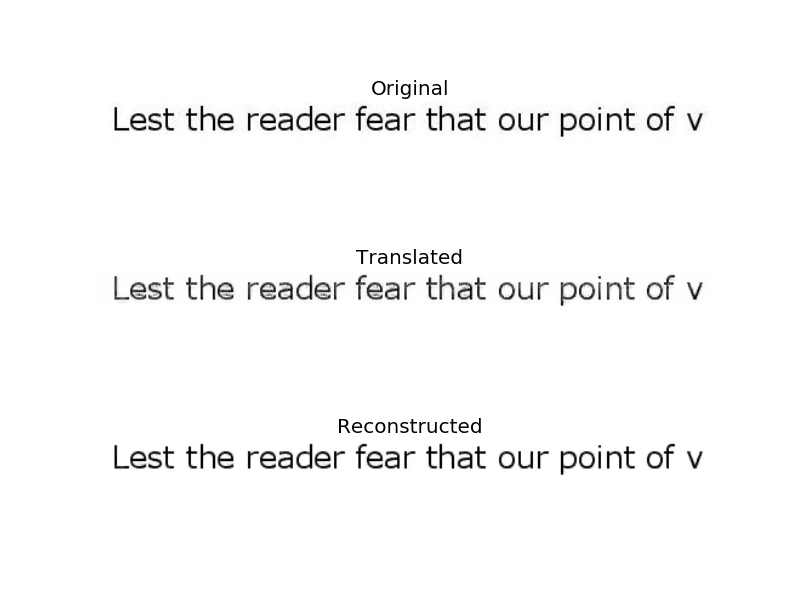 Original
Lest the reader fear that our point of v
Translated
Lest the reader fear that our point of v
Reconstructed
Lest the reader fear that our point of v